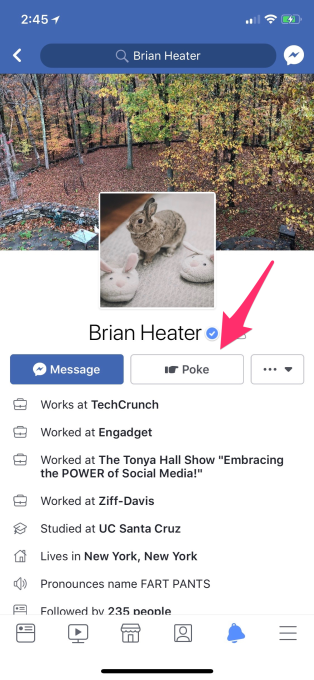 2:45
Brian Heater
Brian Heater
Message
Poke
Works at TechCrunch
Worked at Engadget
Worked at The Tonya Hall Show "Embracing
the POWER of Social Media!"
Worked at Ziff-Davis
Studied at UC Santa Cruz
Lives in New York, New York
Pronounces name FART PANTS
Followed by 235 people